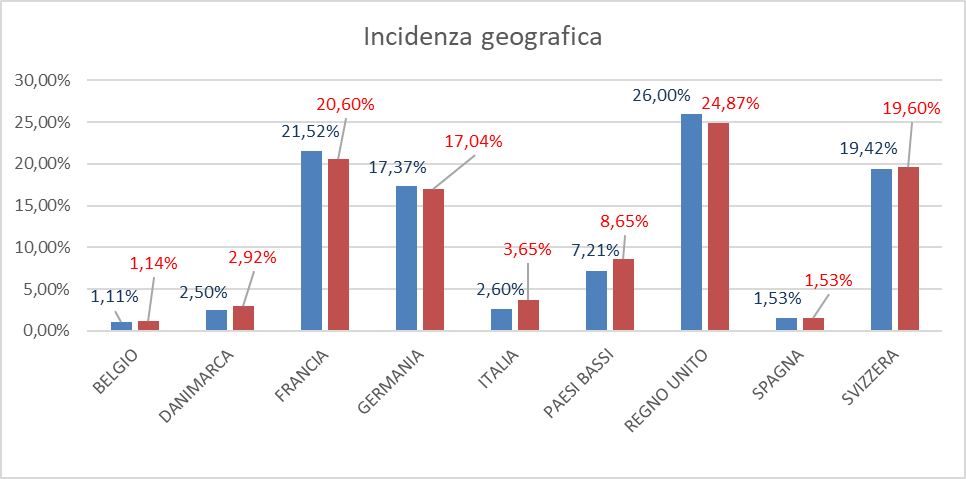 Incidenza geografica
30,00%
25,00%
20,00%
15,00%
10,00%
5,00%
0,00%
1,11%
1,14%
2,50%
2,92%
21,52%
20,60%
17,37%
17,04%
2,60%
3,65%
7,21%
8,65%
26,00%
24,87%
1,53%
1,53%
19,42%
19,60%
BELGIO
DANIMARCA
FRANCIA
GERMANIA
ITALIA
PAESI BASSI
REGNO UNITO
SPAGNA
SVIZZERA